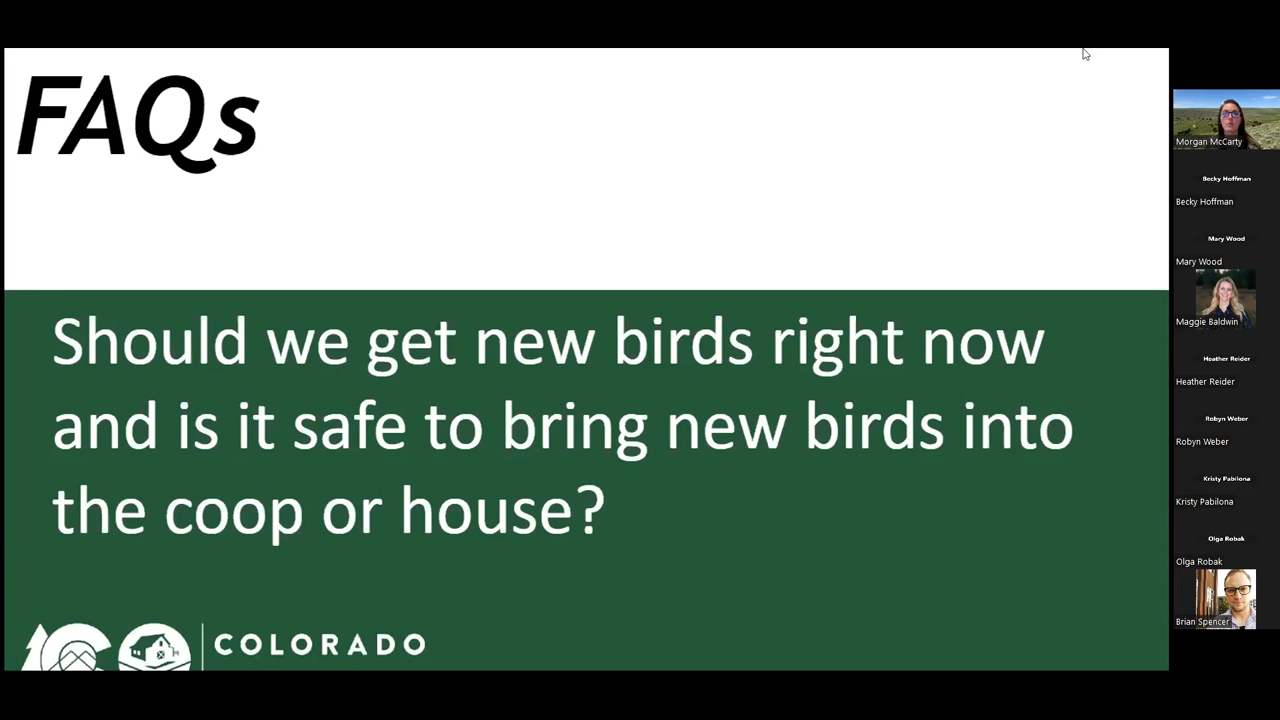 FAQs
Should we get new birds right now
and is it safe to bring new birds into
the coop or house?
COLORADO
Morgan McCarty
Becky Hoffman
Becky Hoffman
Mary Wood
Mary Wood
Maggie Baldwin
Heather Reider
Heather Reider
Robyn Weber
Robyn Weber
Kristy Pabilona
Kristy Pabilona
Olga Robak
Olga Robak
Brian Spencer